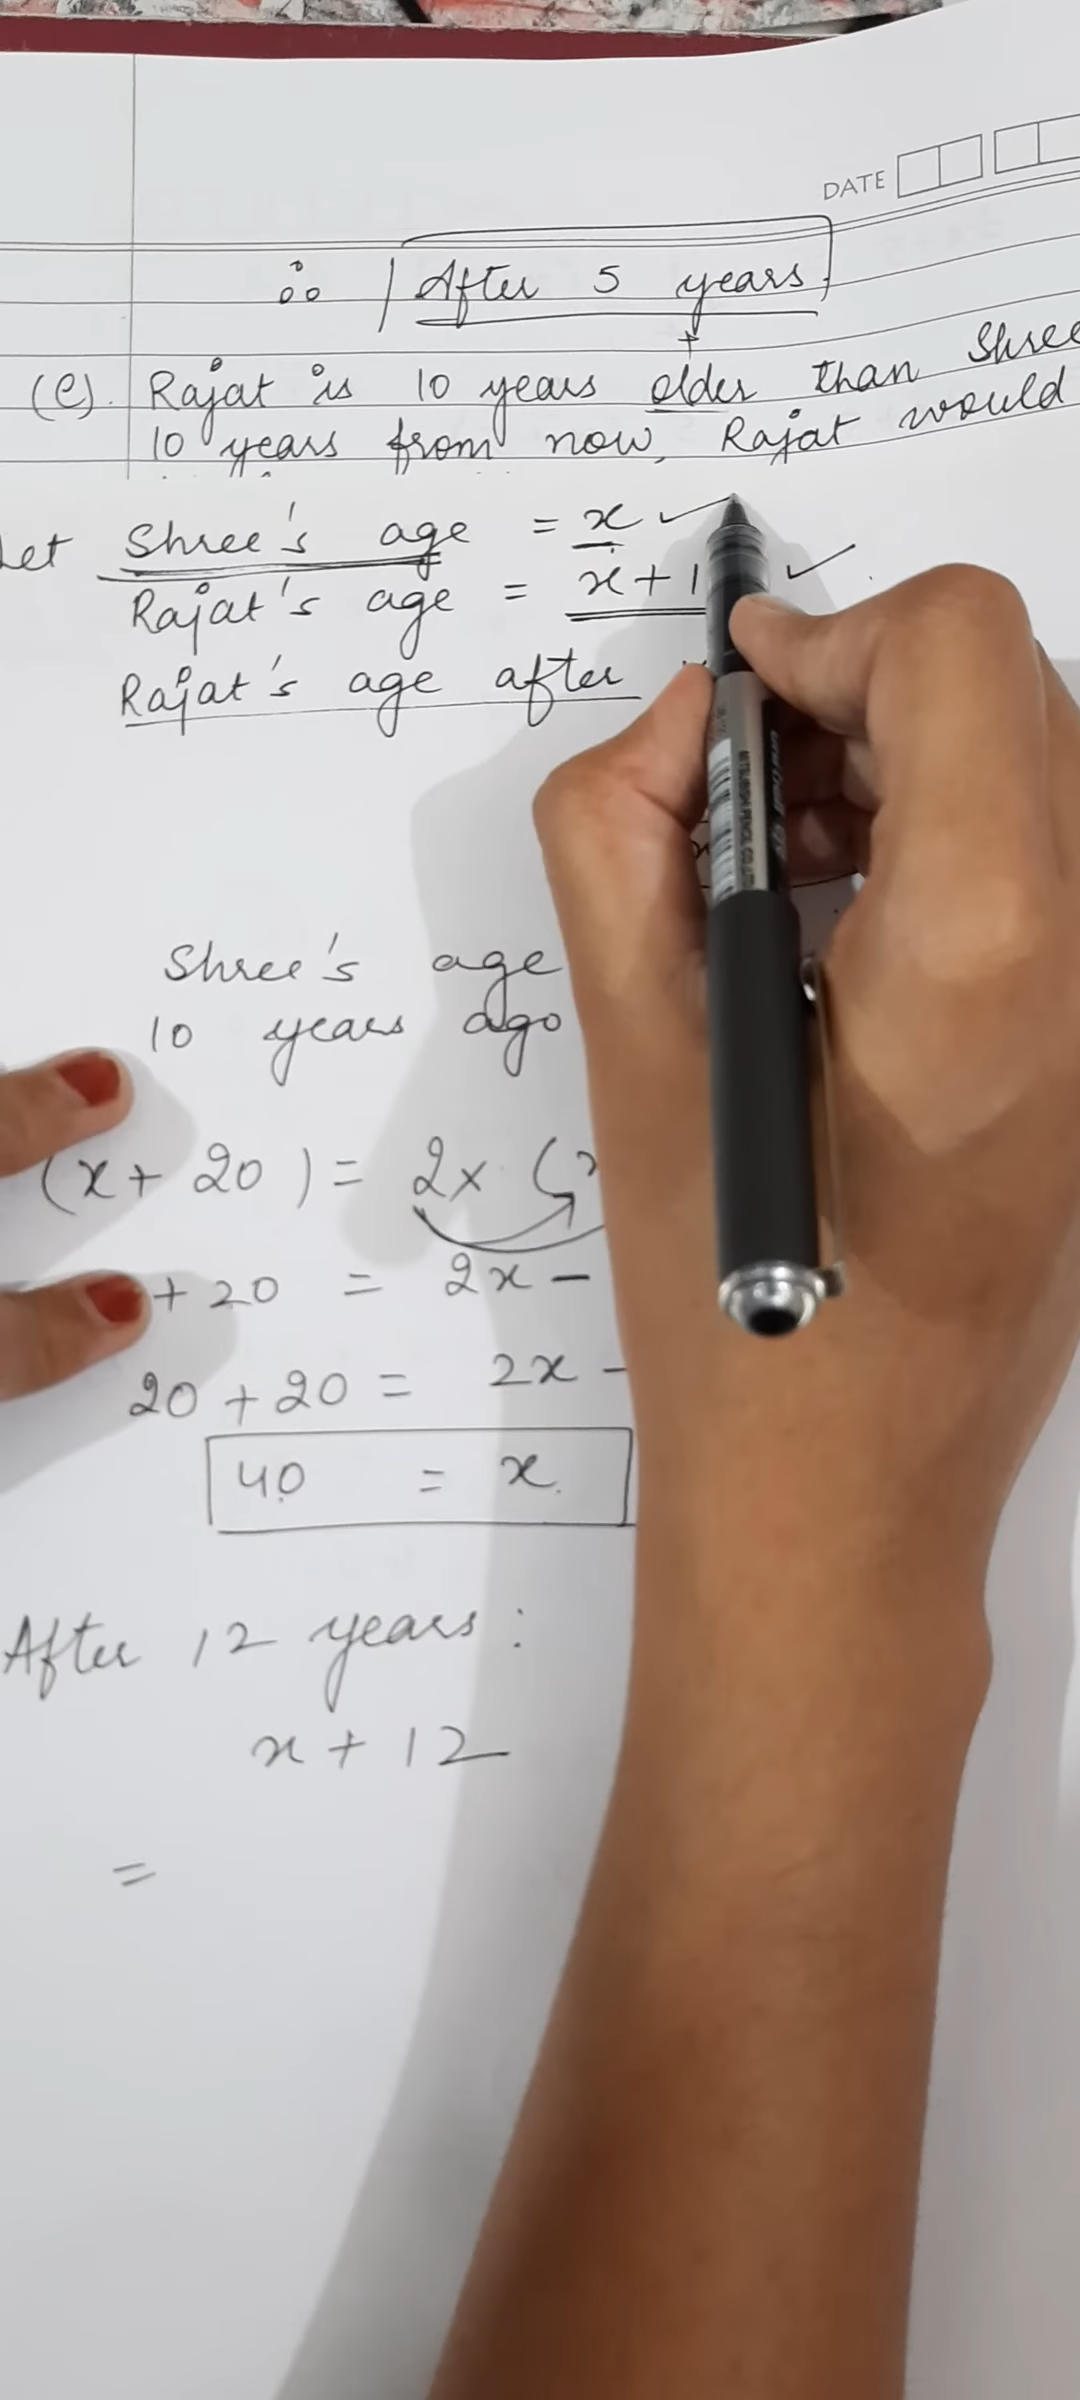 DATE
∴ After 5 years
+
(e). Rajat is 10 years older than Shree
10 years from now, Rajat would
Let Shree's age = x ✓
Rajat's age = x + 1 ✓
Rajat's age after
Shree's age
10 years ago
(x + 20) = 2x (x
+ 20 = 2x -
20 + 20 = 2x -
40 = x.
After 12 years:
x + 12
=